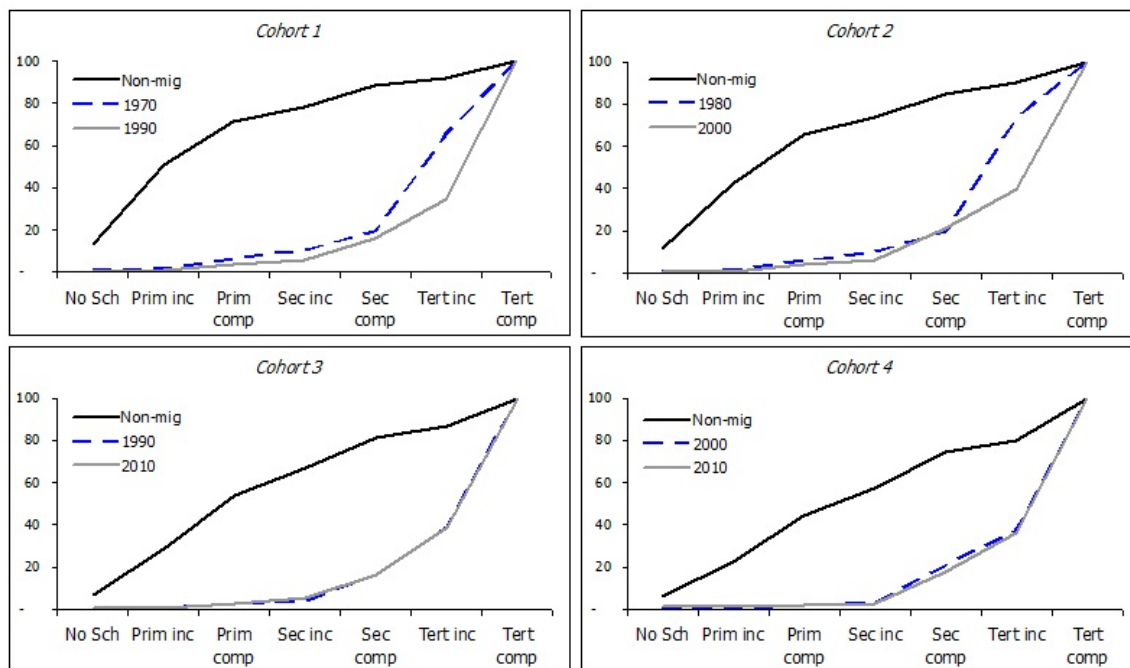 Cohort 1
100
80
60
40
20
-
Non-mig
1970
1990
No Sch Prim inc Prim comp Sec inc Sec comp Tert inc Tert comp
Cohort 2
100
80
60
40
20
-
Non-mig
1980
2000
No Sch Prim inc Prim comp Sec inc Sec comp Tert inc Tert comp
Cohort 3
100
80
60
40
20
-
Non-mig
1990
2010
No Sch Prim inc Prim comp Sec inc Sec comp Tert inc Tert comp
Cohort 4
100
80
60
40
20
-
Non-mig
2000
2010
No Sch Prim inc Prim comp Sec inc Sec comp Tert inc Tert comp